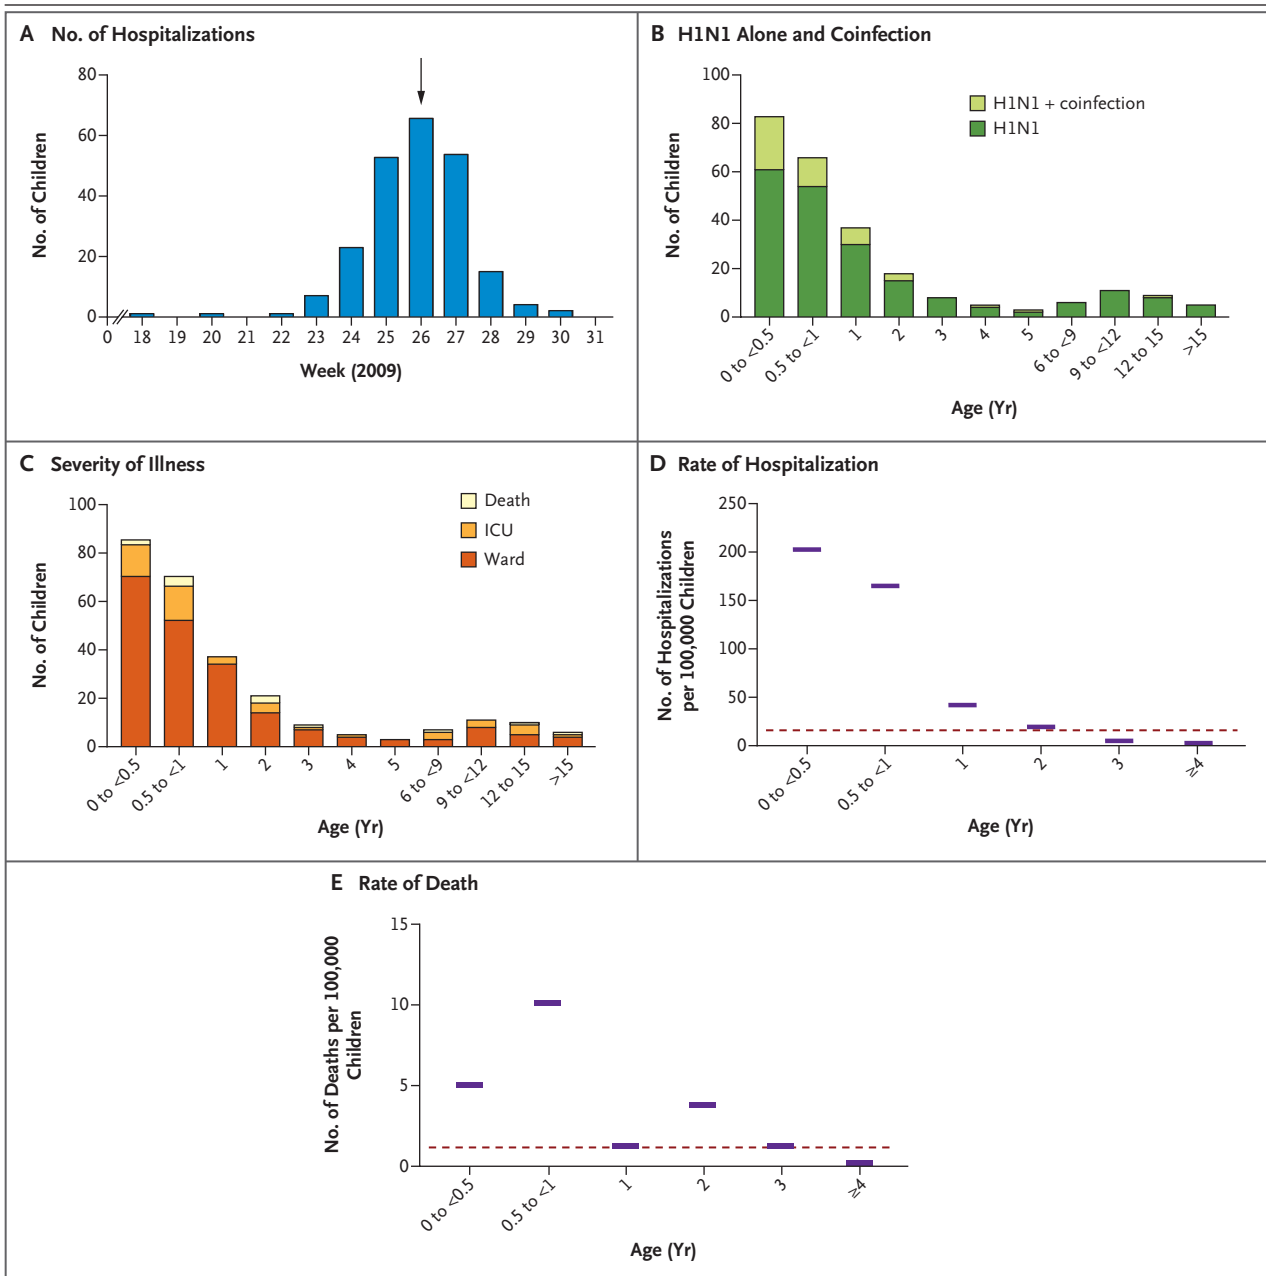 A No. of Hospitalizations
No. of Children
80
60
40
20
0
0 18 19 20 21 22 23 24 25 26 27 28 29 30 31
Week (2009)
B H1N1 Alone and Coinfection
No. of Children
100
80
60
40
20
0
H1N1 + coinfection
H1N1
0 to <0.5 0.5 to <1 1 2 3 4 5 6 to <9 9 to <12 12 to 15 >15
Age (Yr)
C Severity of Illness
No. of Children
100
80
60
40
20
0
Death
ICU
Ward
0 to <0.5 0.5 to <1 1 2 3 4 5 6 to <9 9 to <12 12 to 15 >15
Age (Yr)
D Rate of Hospitalization
No. of Hospitalizations
per 100,000 Children
250
200
150
100
50
0
0 to <0.5 0.5 to <1 1 2 3 ≥4
Age (Yr)
E Rate of Death
No. of Deaths per 100,000
Children
15
10
5
0
0 to <0.5 0.5 to <1 1 2 3 ≥4
Age (Yr)